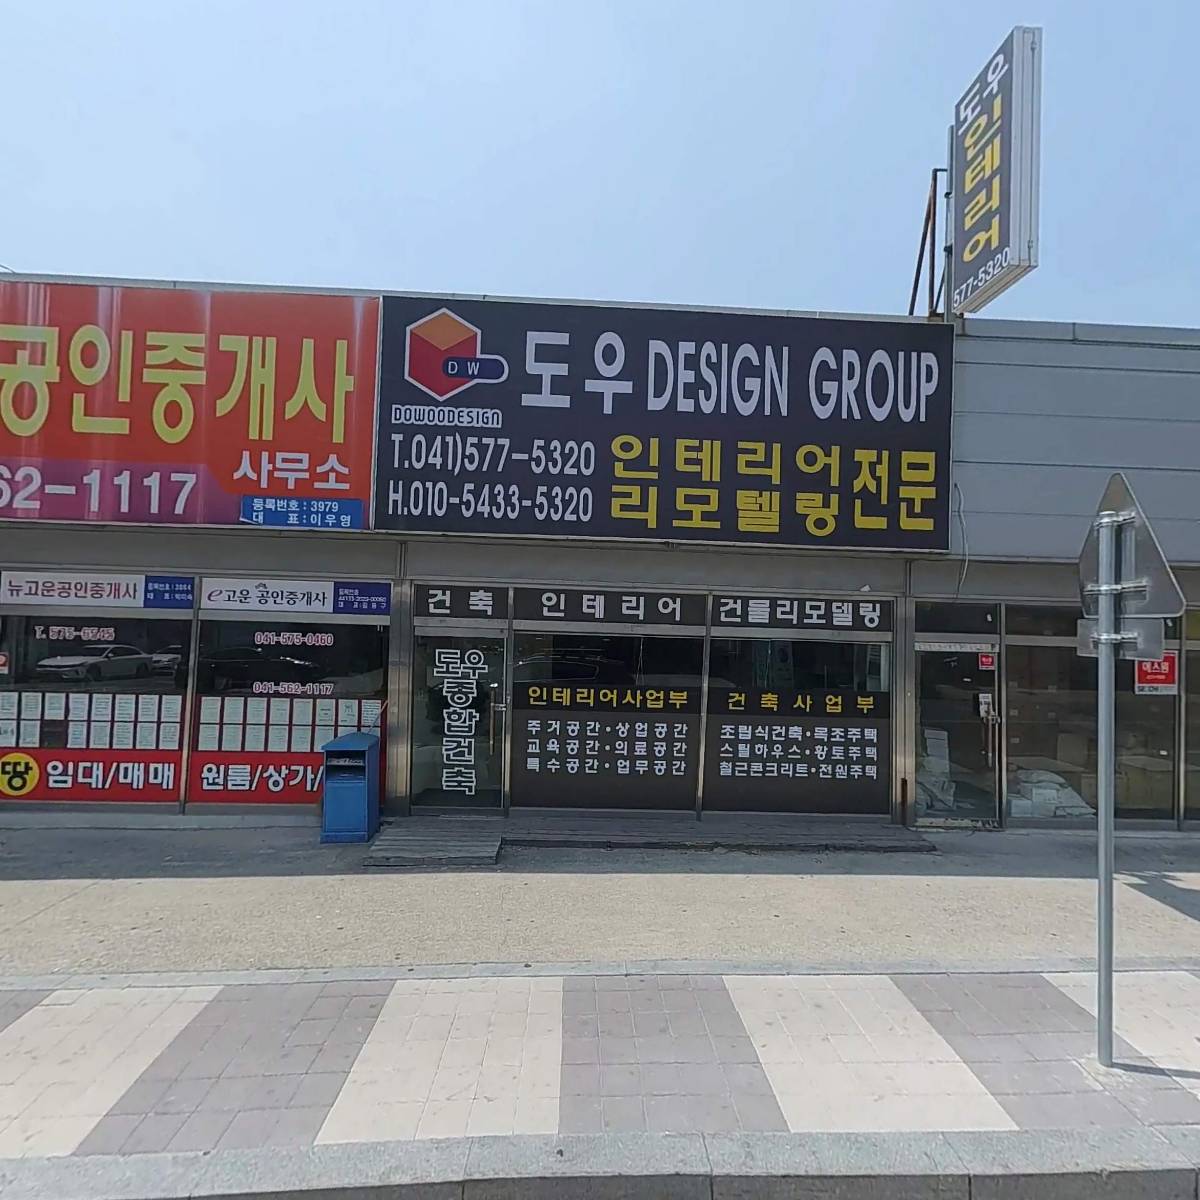 도우
인테리어
577-5320
공인중개사
62-1117
사무소
등록번호 : 3979
대 표 : 이우영
DW
DOWOODESIGN
도우 DESIGN GROUP
T.041)577-5320
H.010-5433-5320
인테리어
리모델링
전문
뉴고운공인중개사
e고운 공인중개사
건축
인테리어
건물리모델링
T. 575-6545
041-575-0460
041-562-1117
땅 임대/매매
원룸/상가/
도우종합건축
인테리어사업부
주거공간·상업공간
교육공간·의료공간
특수공간·업무공간
건축사업부
조립식건축·목조주택
스틸하우스·황토주택
철근콘크리트·전원주택
에스원